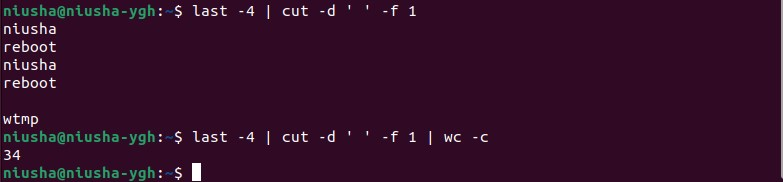 niusha@niusha-ygh:~$ last -4 | cut -d ' ' -f 1
niusha
reboot
niusha
reboot

wtmp
niusha@niusha-ygh:~$ last -4 | cut -d ' ' -f 1 | wc -c
34
niusha@niusha-ygh:~$